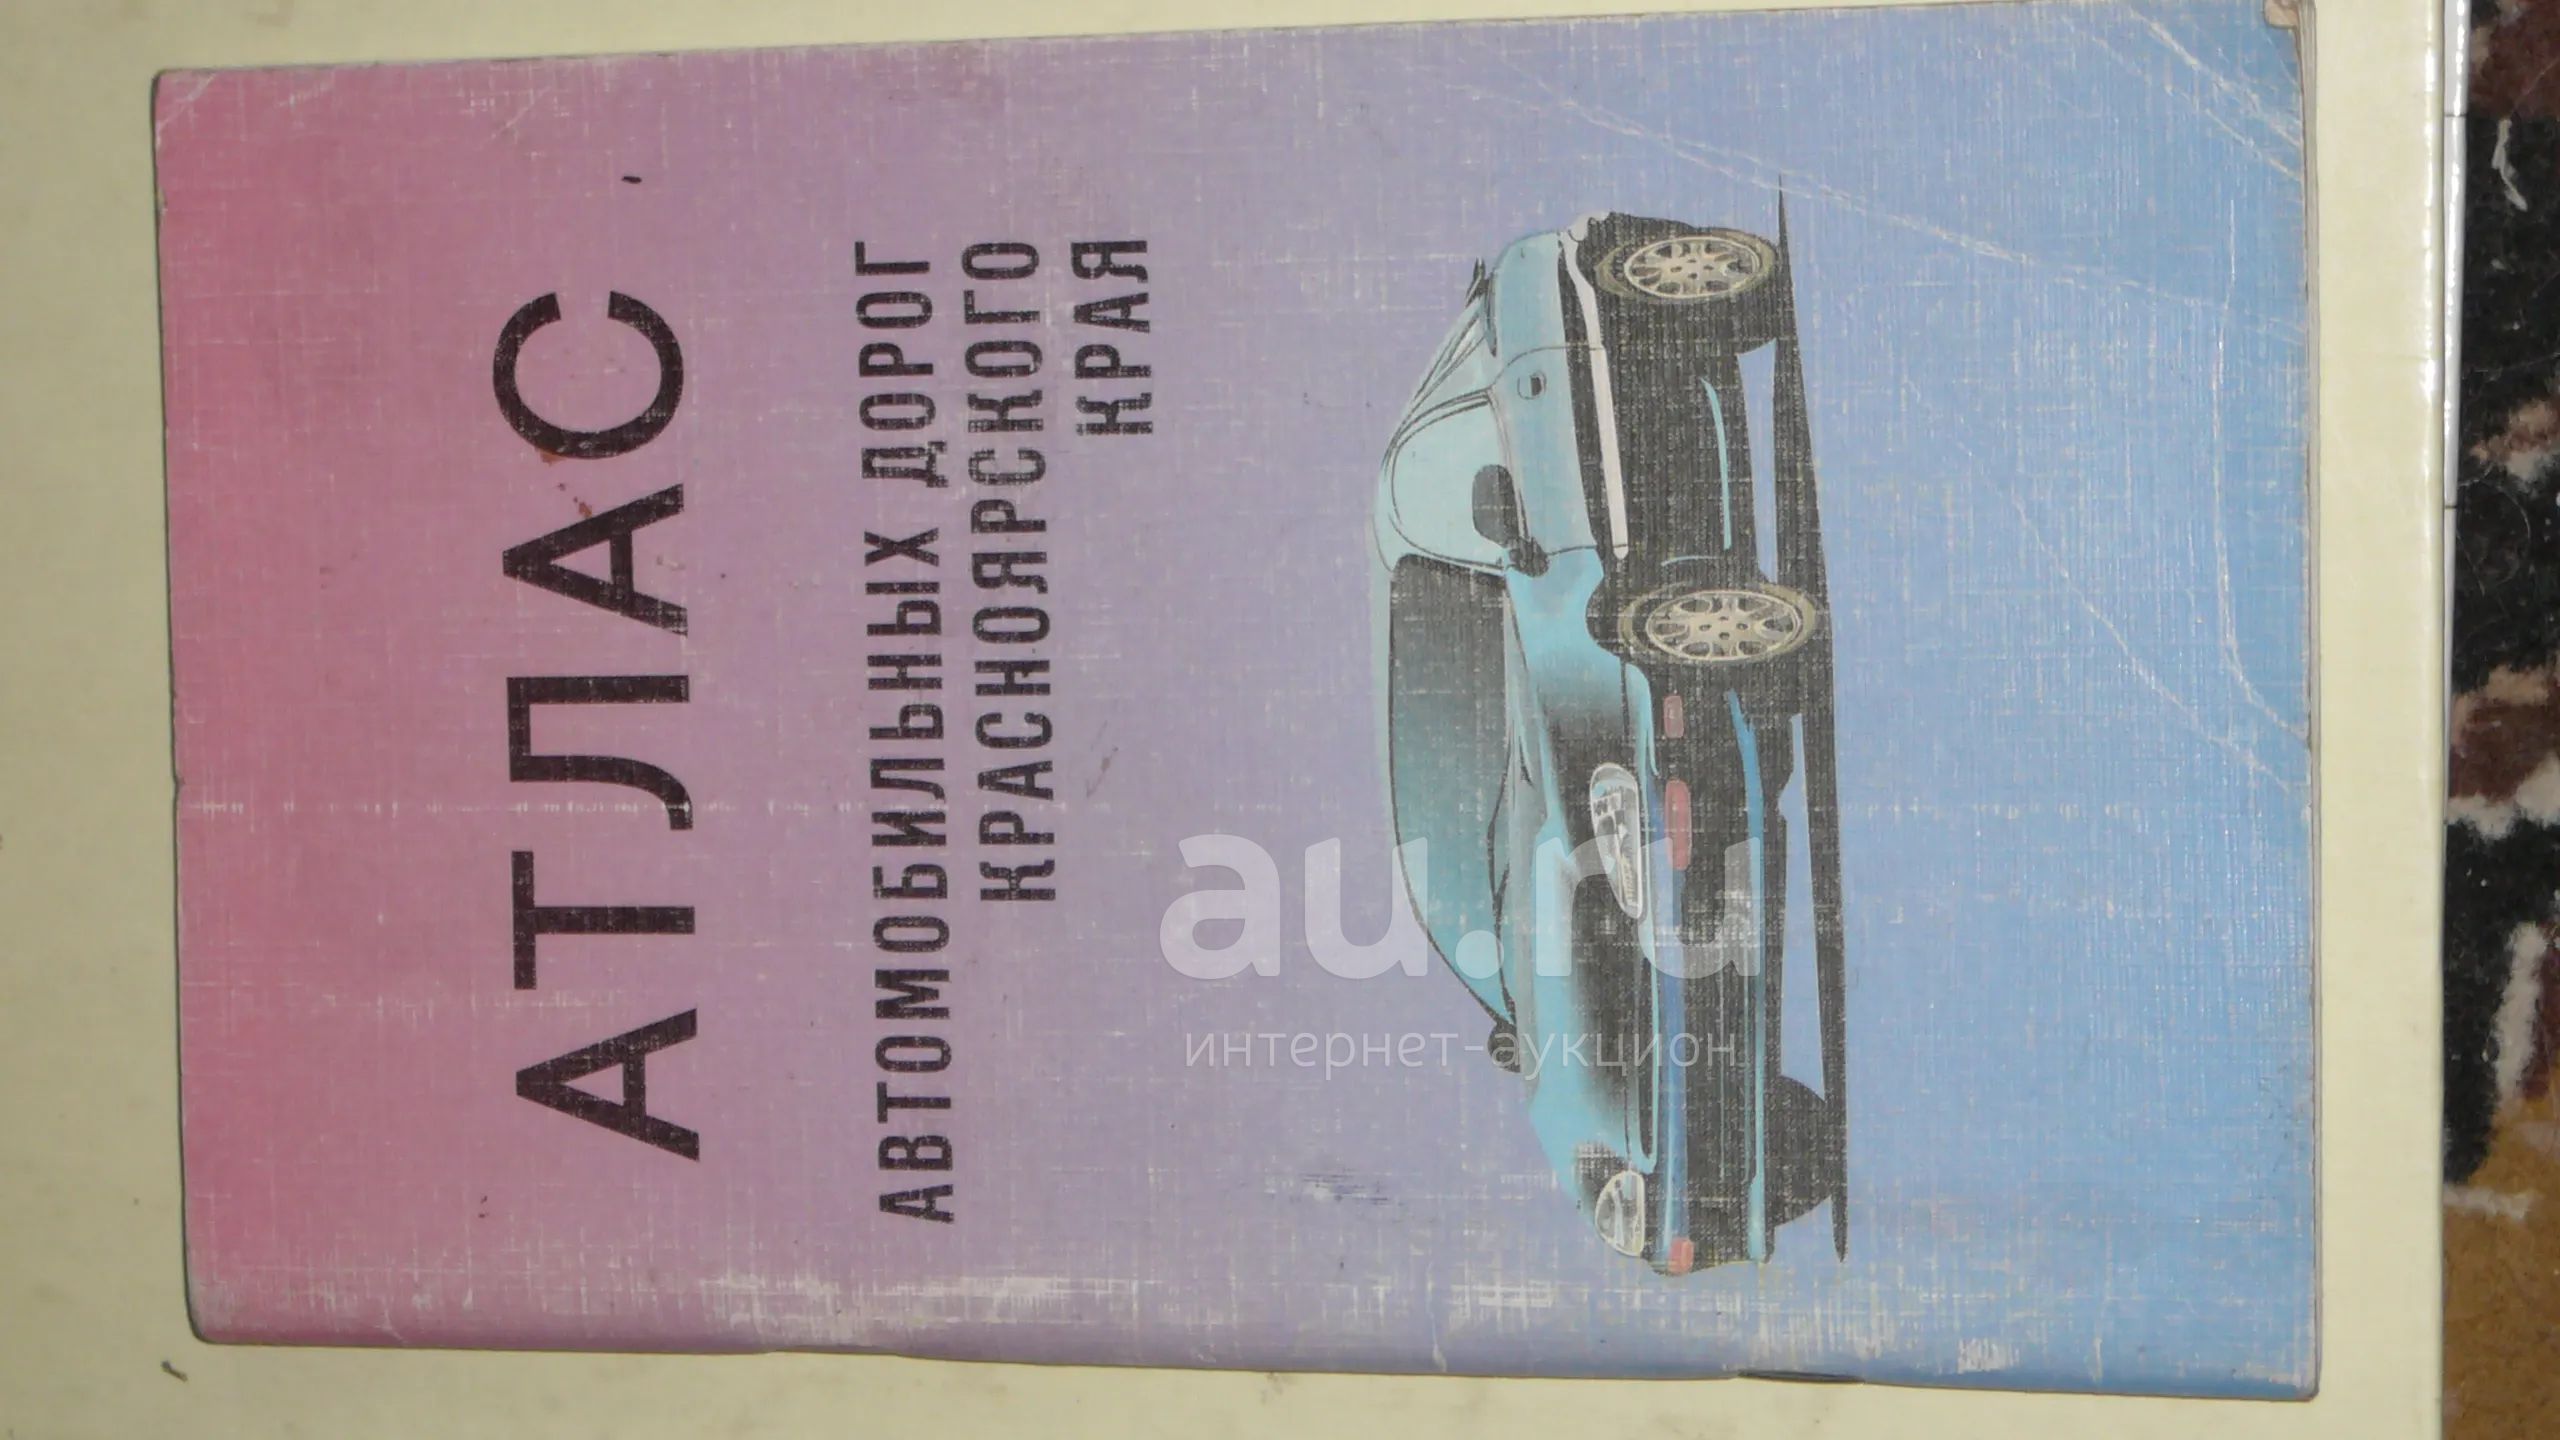 АТЛАС
АВТОМОБИЛЬНЫХ ДОРОГ
КРАСНОЯРСКОГО
КРАЯ
au.ru
интернет-аукцион